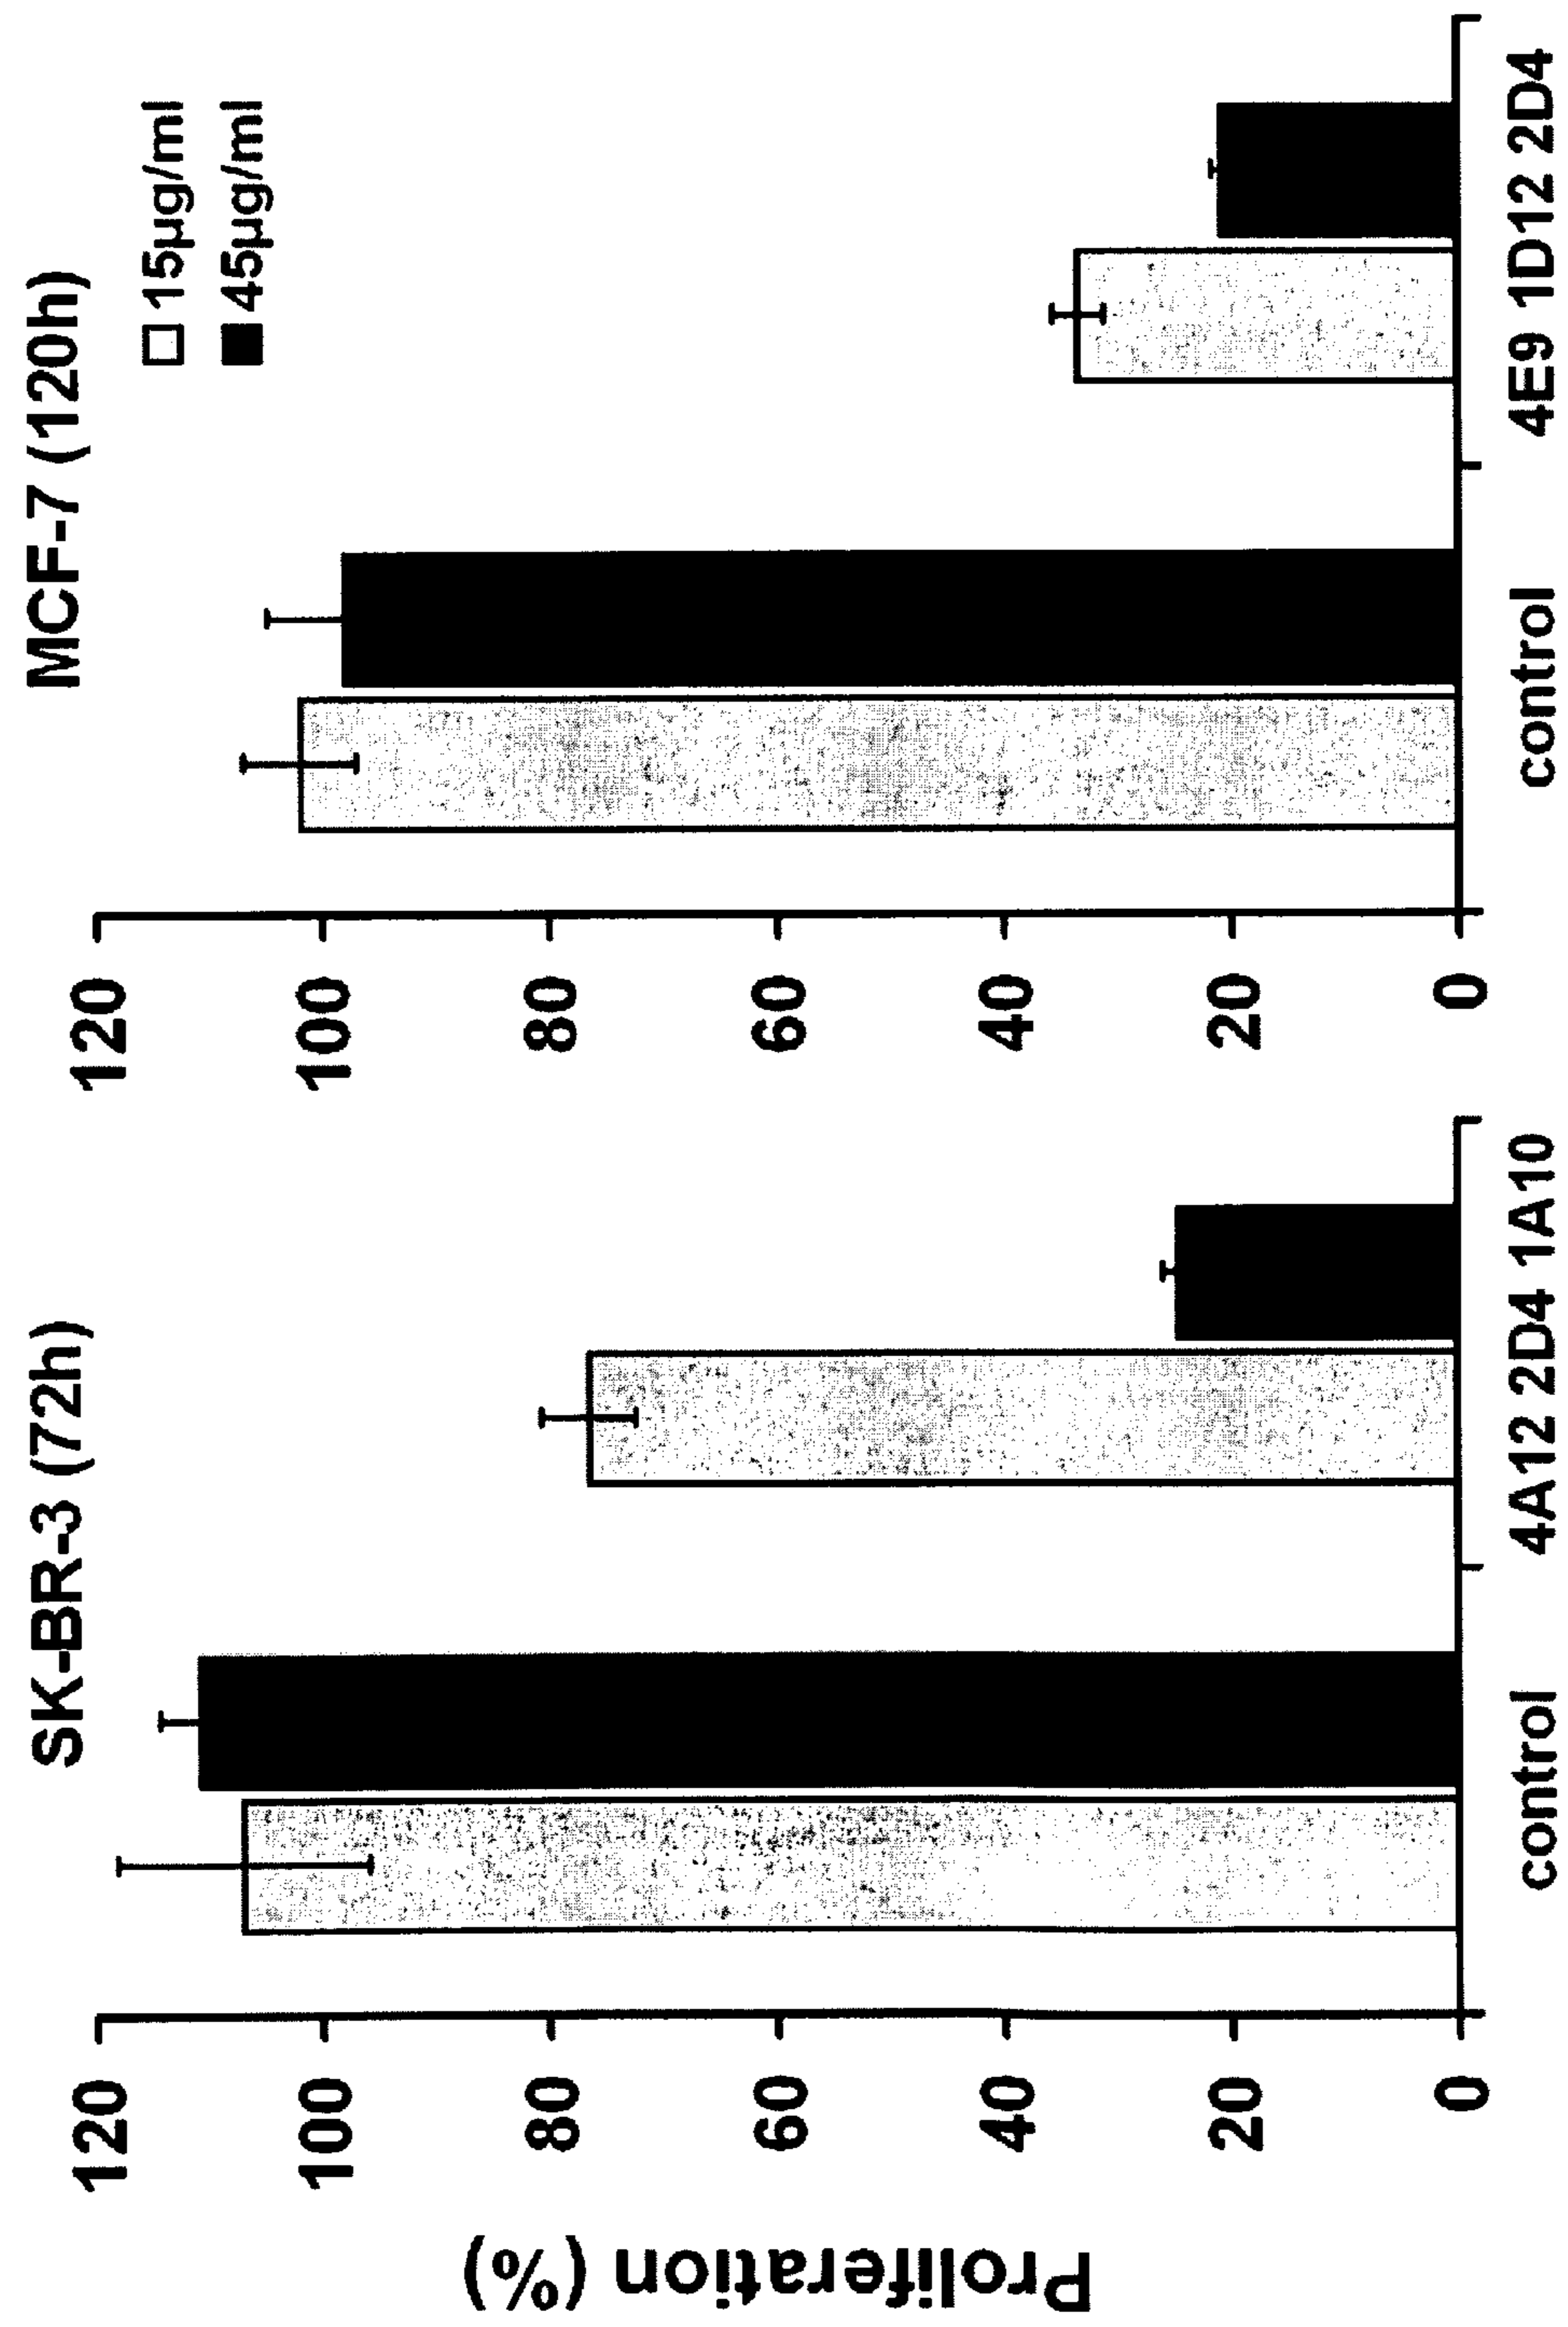 SK-BR-3 (72h)
MCF-7 (120h)
15µg/ml
45µg/ml
Proliferation (%)
120
100
80
60
40
20
0
120
100
80
60
40
20
0
control
4A12 2D4 1A10
control
4E9 1D12 2D4